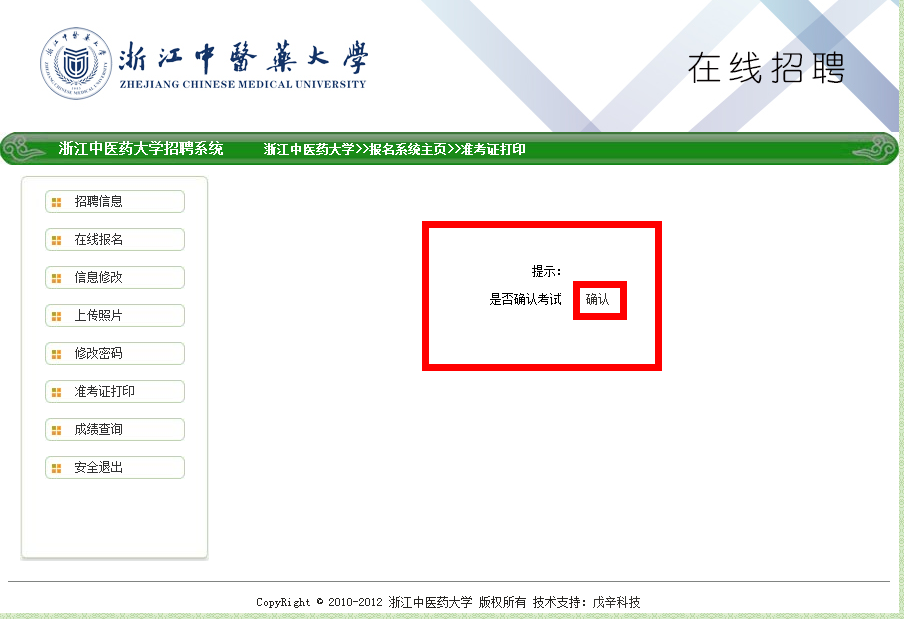 浙江中醫藥大學
ZHEJIANG CHINESE MEDICAL UNIVERSITY
在线招聘
浙江中医药大学招聘系统
浙江中医药大学>>报名系统主页>>准考证打印
招聘信息
在线报名
信息修改
上传照片
修改密码
准考证打印
成绩查询
安全退出
提示：
是否确认考试 确认
CopyRight © 2010-2012 浙江中医药大学 版权所有 技术支持：戊辛科技